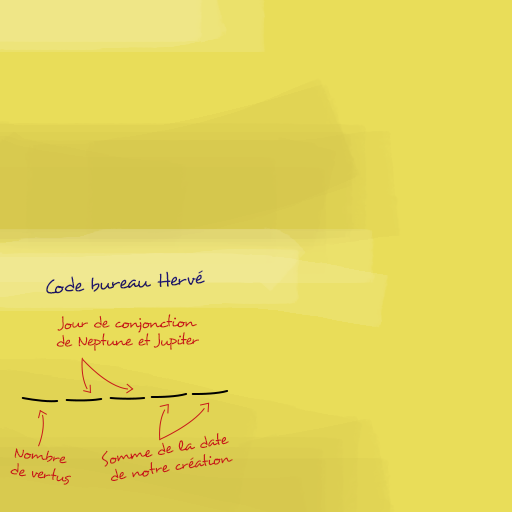 Code bureau Hervé
Jour de conjonction
de Neptune et Jupiter
Nombre
de vertus
Somme de la date
de notre création